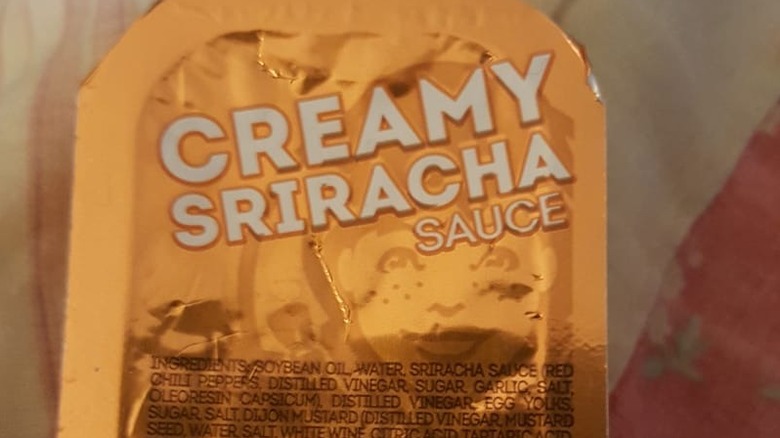 CREAMY
SRIRACHA
SAUCE
INGREDIENTS: SOYBEAN OIL, WATER, SRIRACHA SAUCE (RED
CHILI PEPPERS, DISTILLED VINEGAR, SUGAR, GARLIC, SALT,
OLEORESIN CAPSICUM), DISTILLED VINEGAR, EGG YOLKS,
SUGAR, SALT, DIJON MUSTARD (DISTILLED VINEGAR, MUSTARD
SEED, WATER, SALT, WHITE WINE, CITRIC ACID, TARTARIC ACID,